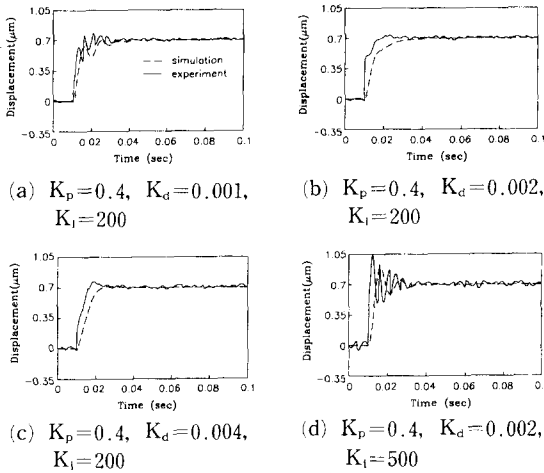 1.05
0.7
0.35
0
-0.35
Displacement(μm)
simulation
experiment
0 0.02 0.04 0.06 0.08 0.1
Time (sec)
(a) Kp=0.4, Kd=0.001,
KI=200
1.05
0.7
0.35
0
-0.35
Displacement(μm)
0 0.02 0.04 0.06 0.08 0.1
Time (sec)
(b) Kp=0.4, Kd=0.002,
KI=200
1.05
0.7
0.35
0
-0.35
Displacement(μm)
0 0.02 0.04 0.06 0.08 0.1
Time (sec)
(c) Kp=0.4, Kd=0.004,
KI=200
1.05
0.7
0.35
0
-0.35
Displacement(μm)
0 0.02 0.04 0.06 0.08 0.1
Time (sec)
(d) Kp=0.4, Kd=0.002,
KI=500